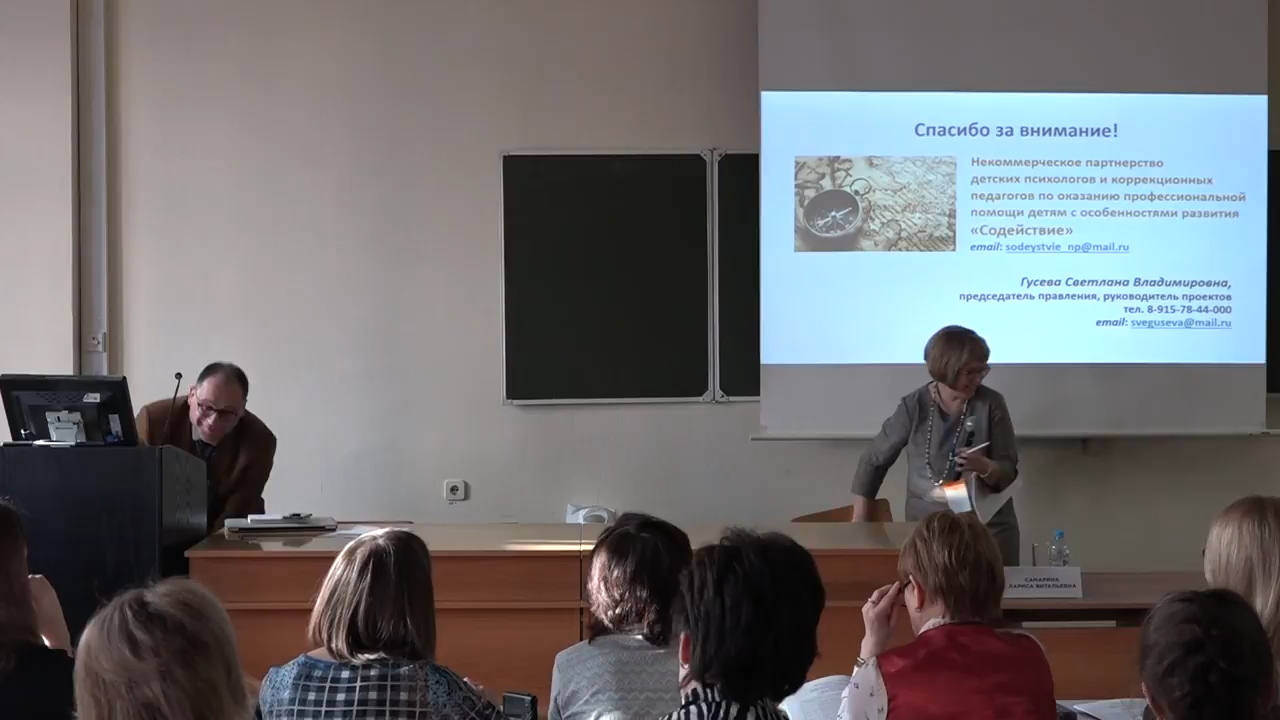 Спасибо за внимание!
Некоммерческое партнерство
детских психологов и коррекционных
педагогов по оказанию профессиональной
помощи детям с особенностями развития
«Содействие»
email: sodeystvie_np@mail.ru
Гусева Светлана Владимировна,
председатель правления, руководитель проектов
тел. 8-915-78-44-000
email: sveguseva@mail.ru
САМАРИНА
ЛАРИСА ВИТАЛЬЕВНА